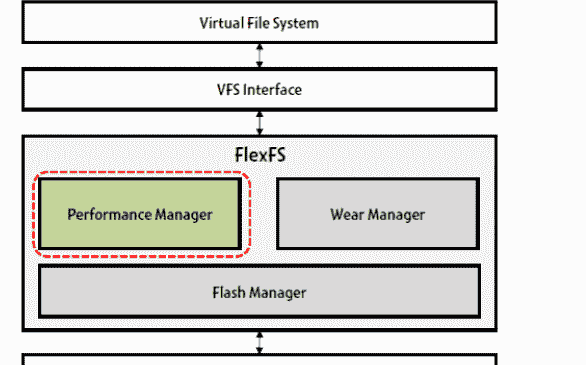 Virtual File System
VFS Interface
FlexFS
Performance Manager
Wear Manager
Flash Manager